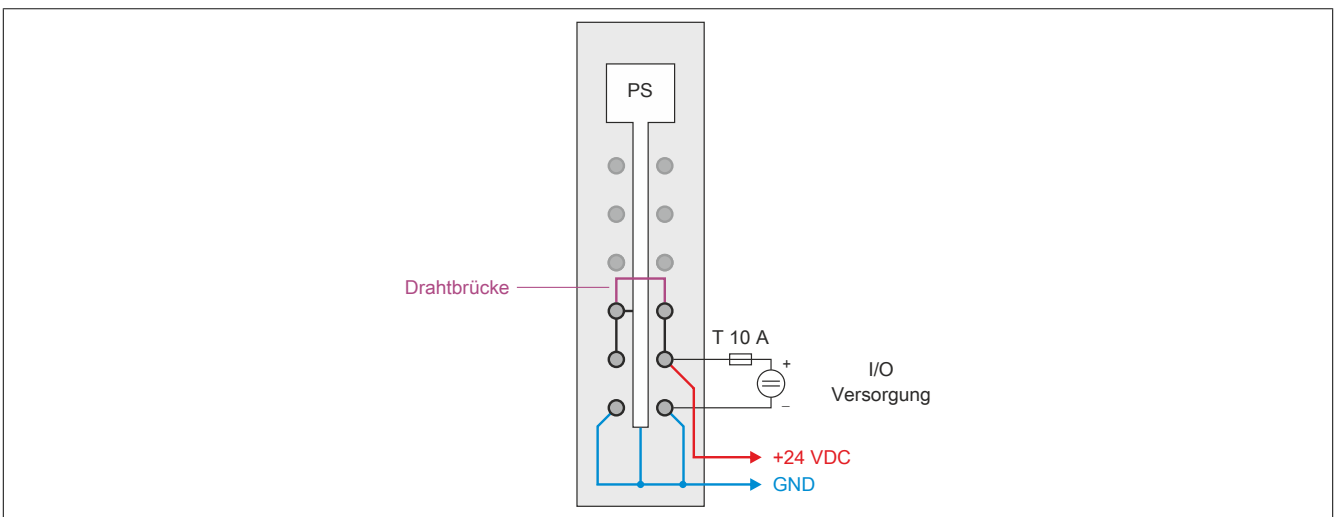 PS
Drahtbrücke
T 10 A
+
I/O
Versorgung
–
+24 VDC
GND